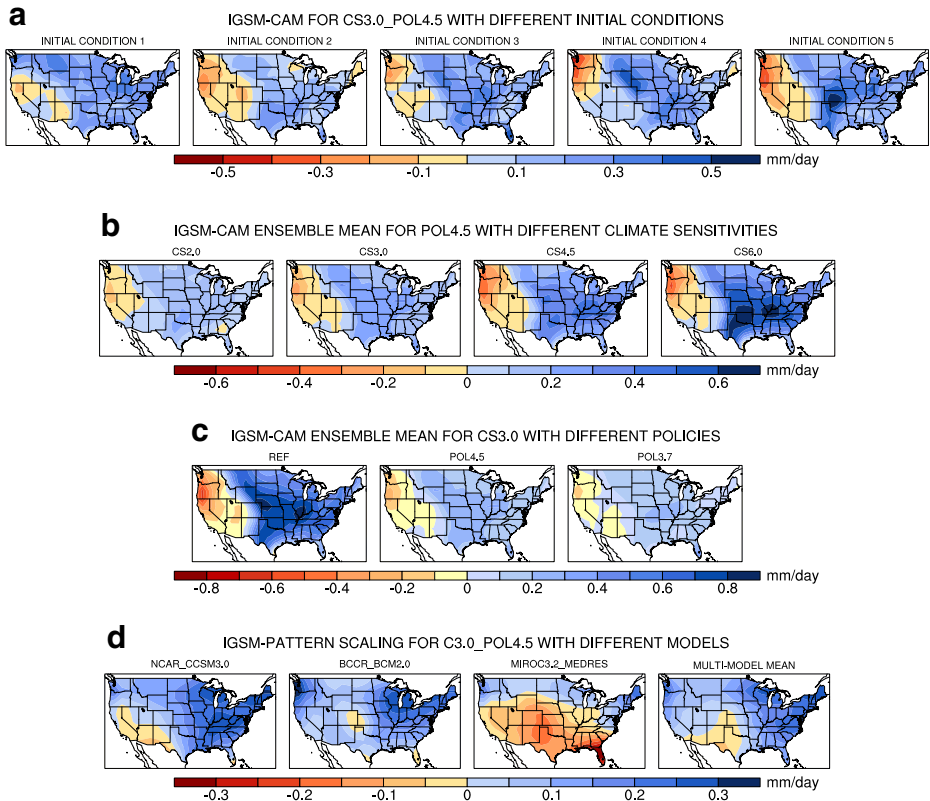 a IGSM-CAM FOR CS3.0_POL4.5 WITH DIFFERENT INITIAL CONDITIONS
INITIAL CONDITION 1 INITIAL CONDITION 2 INITIAL CONDITION 3 INITIAL CONDITION 4 INITIAL CONDITION 5
-0.5 -0.3 -0.1 0.1 0.3 0.5 mm/day
b IGSM-CAM ENSEMBLE MEAN FOR POL4.5 WITH DIFFERENT CLIMATE SENSITIVITIES
CS2.0 CS3.0 CS4.5 CS6.0
-0.6 -0.4 -0.2 0 0.2 0.4 0.6 mm/day
c IGSM-CAM ENSEMBLE MEAN FOR CS3.0 WITH DIFFERENT POLICIES
REF POL4.5 POL3.7
-0.8 -0.6 -0.4 -0.2 0 0.2 0.4 0.6 0.8 mm/day
d IGSM-PATTERN SCALING FOR C3.0_POL4.5 WITH DIFFERENT MODELS
NCAR_CCSM3.0 BCCR_BCM2.0 MIROC3.2_MEDRES MULTI-MODEL MEAN
-0.3 -0.2 -0.1 0 0.1 0.2 0.3 mm/day